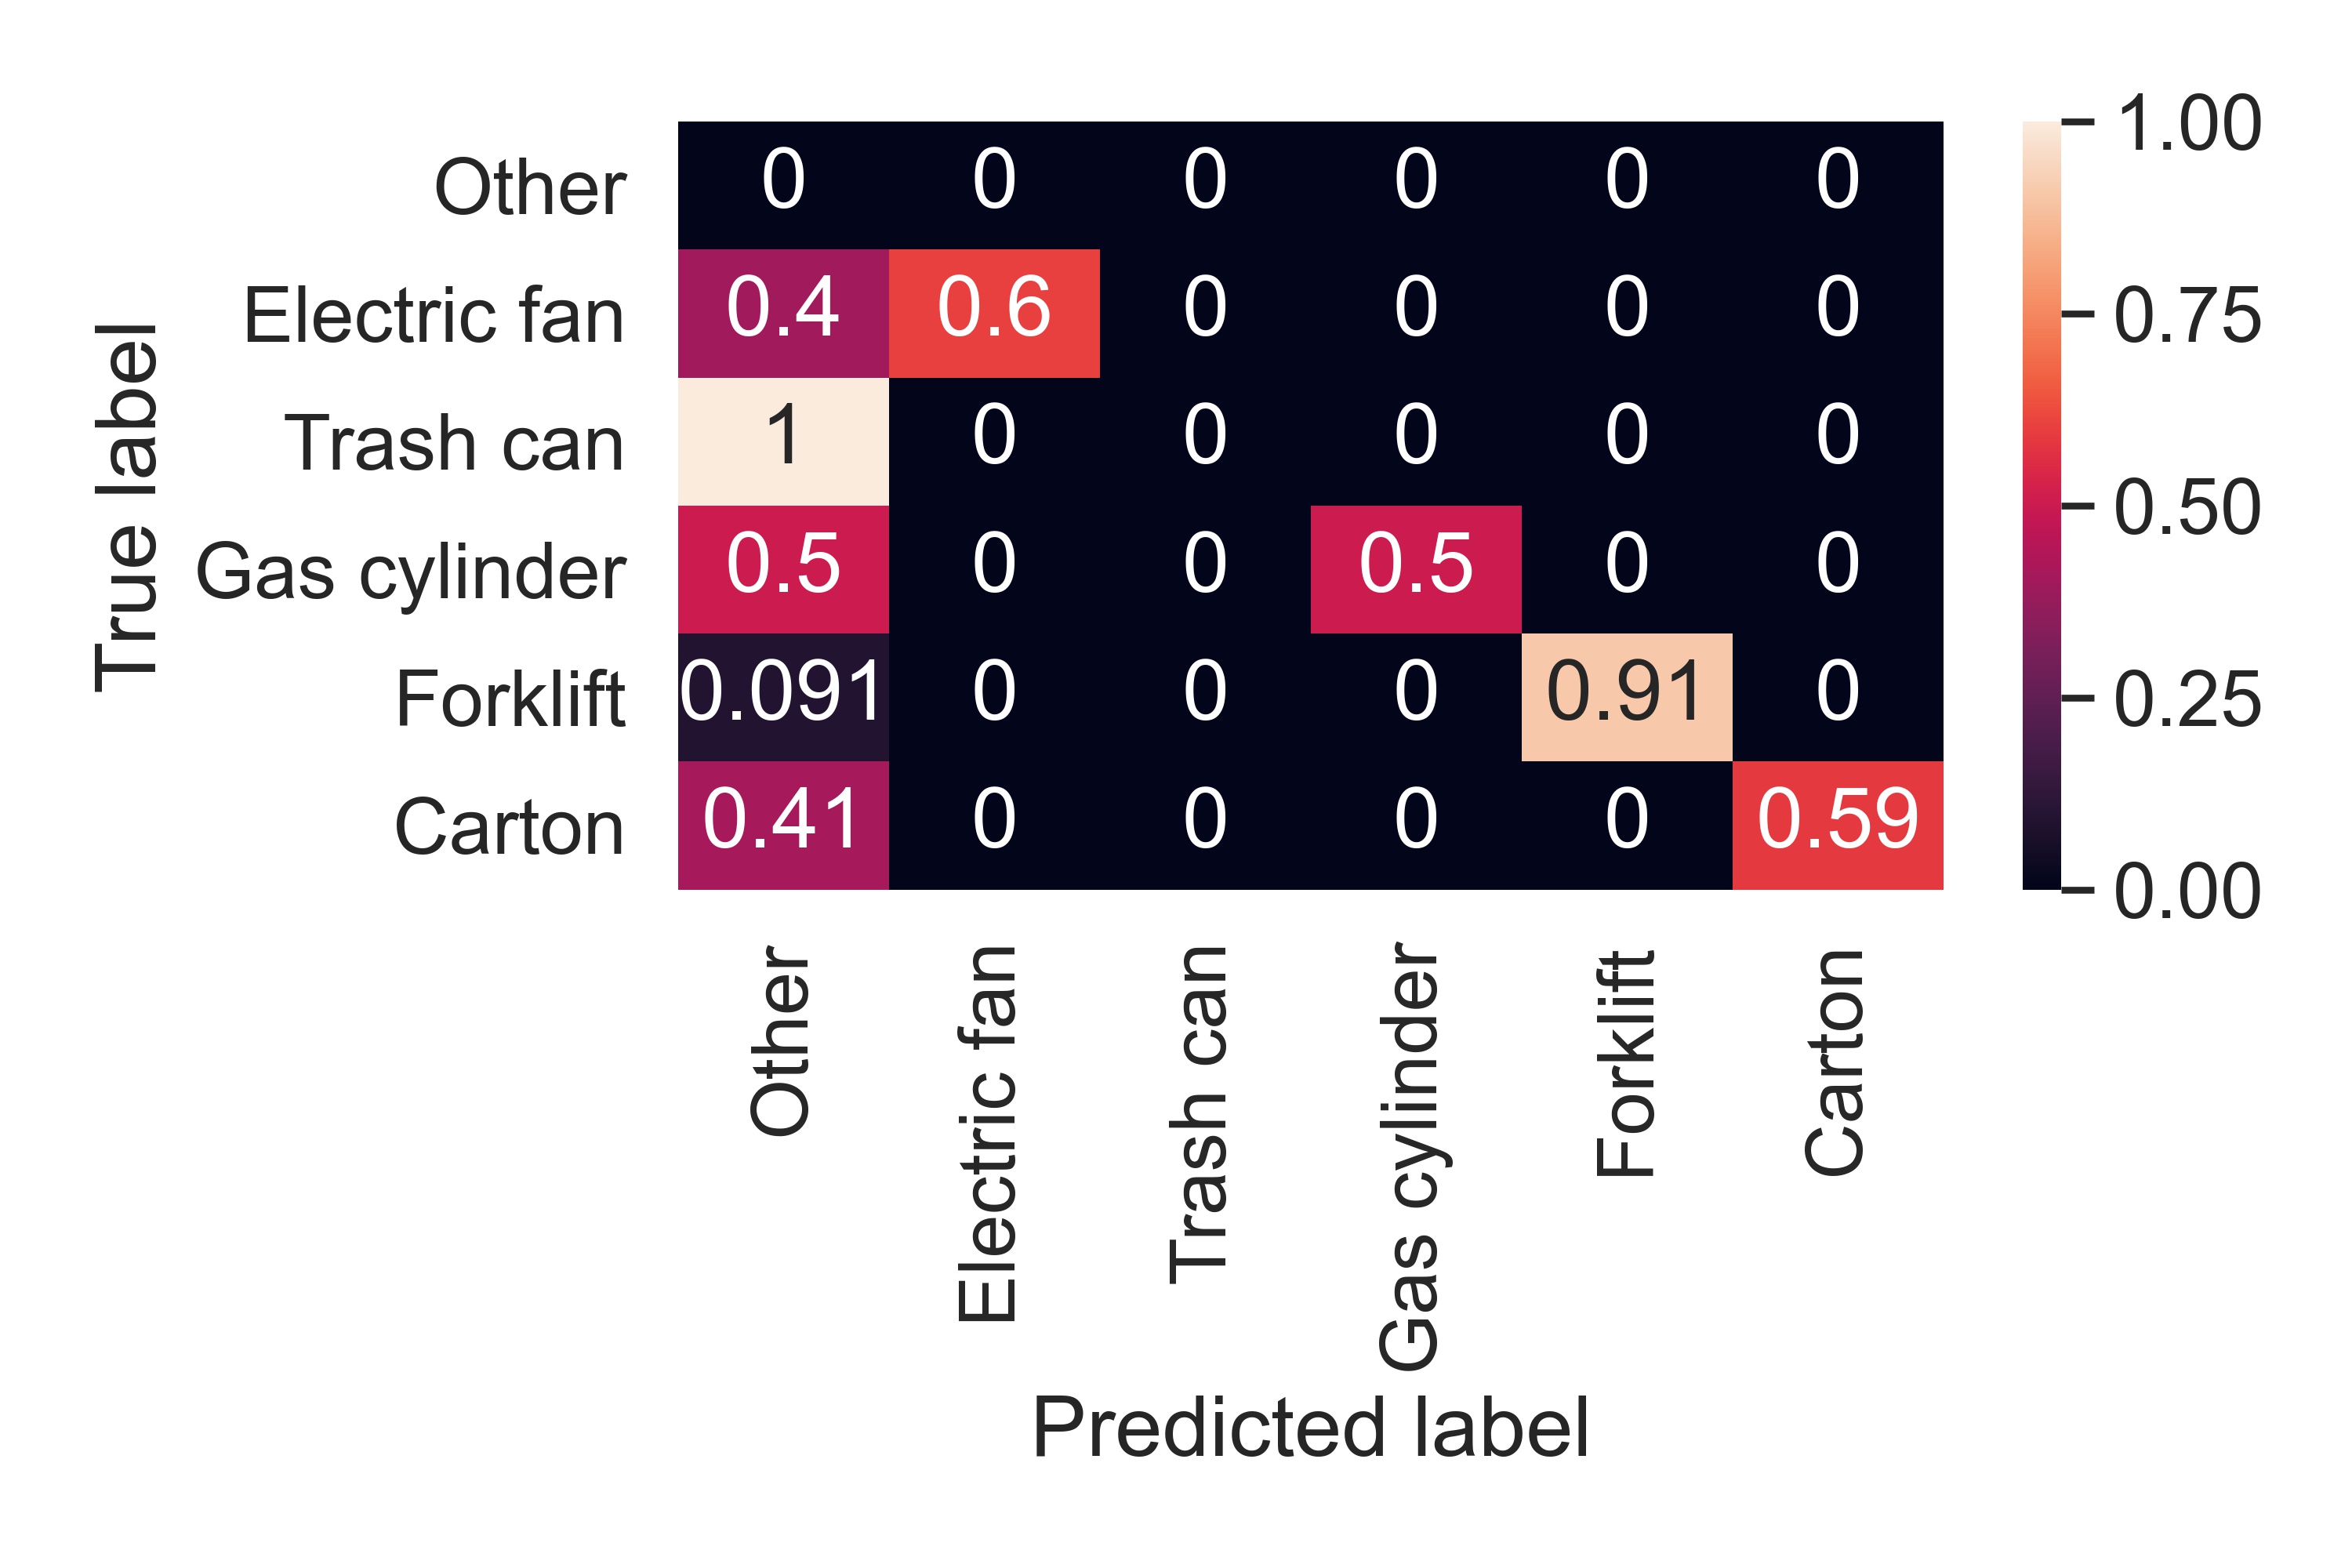 Other 0 0 0 0 0 0
Electric fan 0.4 0.6 0 0 0 0
Trash can 1 0 0 0 0 0
Gas cylinder 0.5 0 0 0.5 0 0
Forklift 0.091 0 0 0 0.91 0
Carton 0.41 0 0 0 0 0.59
True label
Other
Electric fan
Trash can
Gas cylinder
Forklift
Carton
Predicted label
1.00
0.75
0.50
0.25
0.00